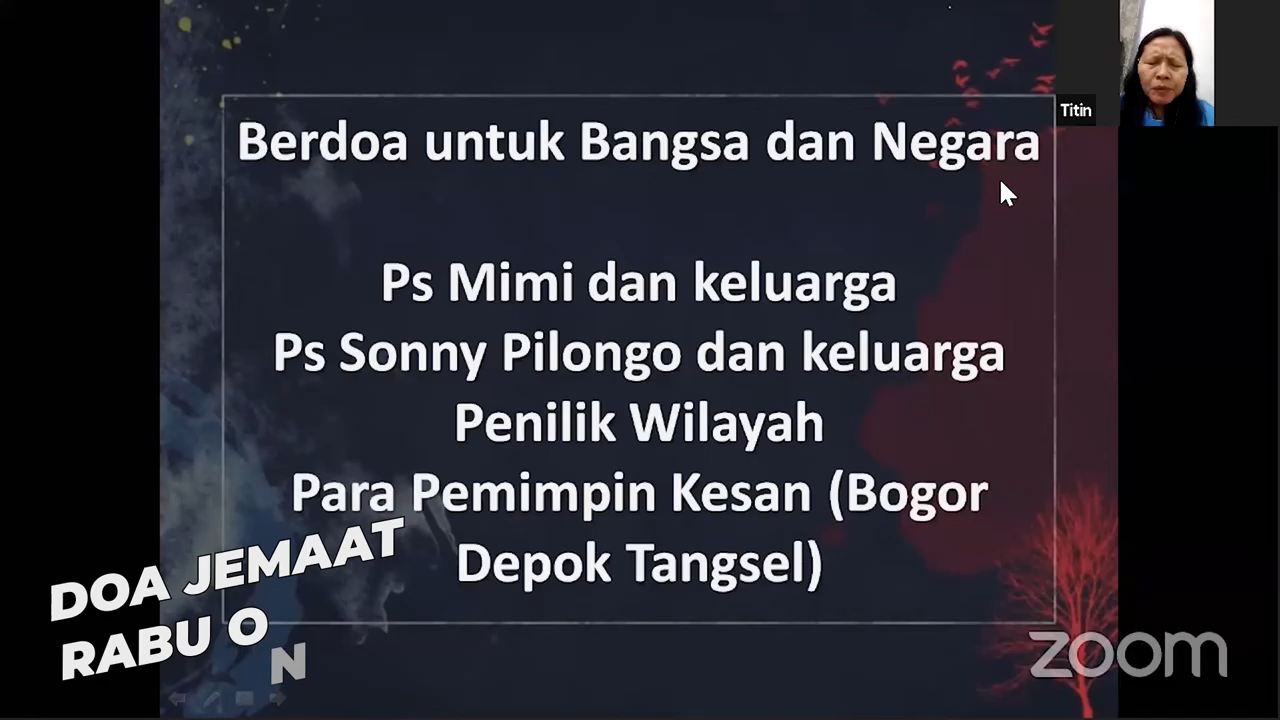 Berdoa untuk Bangsa dan Negara
Titin
Ps Mimi dan keluarga
Ps Sonny Pilongo dan keluarga
Penilik Wilayah
Para Pemimpin Kesan (Bogor
Depok Tangsel)
DOA JEMAAT
RABU O
N
zoom